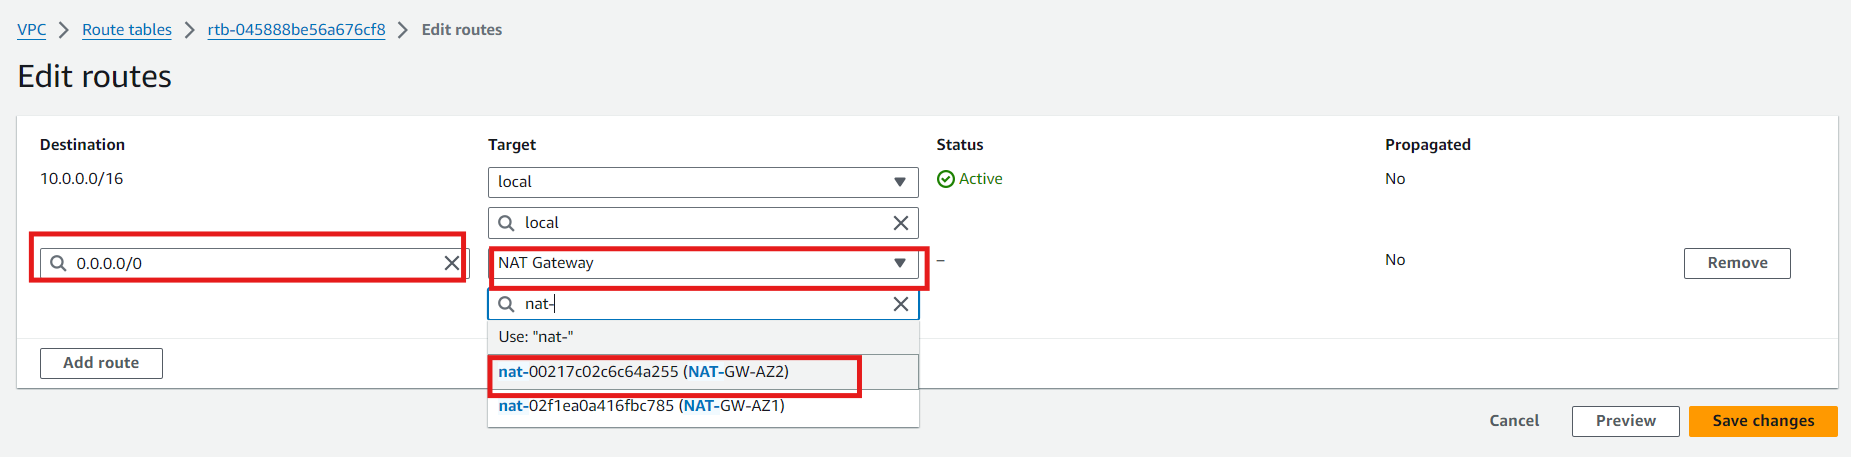 VPC > Route tables > rtb-045888be56a676cf8 > Edit routes
Edit routes
Destination Target Status Propagated
10.0.0.0/16 local Active No
local
0.0.0.0/0 NAT Gateway – No Remove
nat-
Use: "nat-"
Add route
nat-00217c02c6c64a255 (NAT-GW-AZ2)
nat-02f1ea0a416fbc785 (NAT-GW-AZ1)
Cancel Preview Save changes